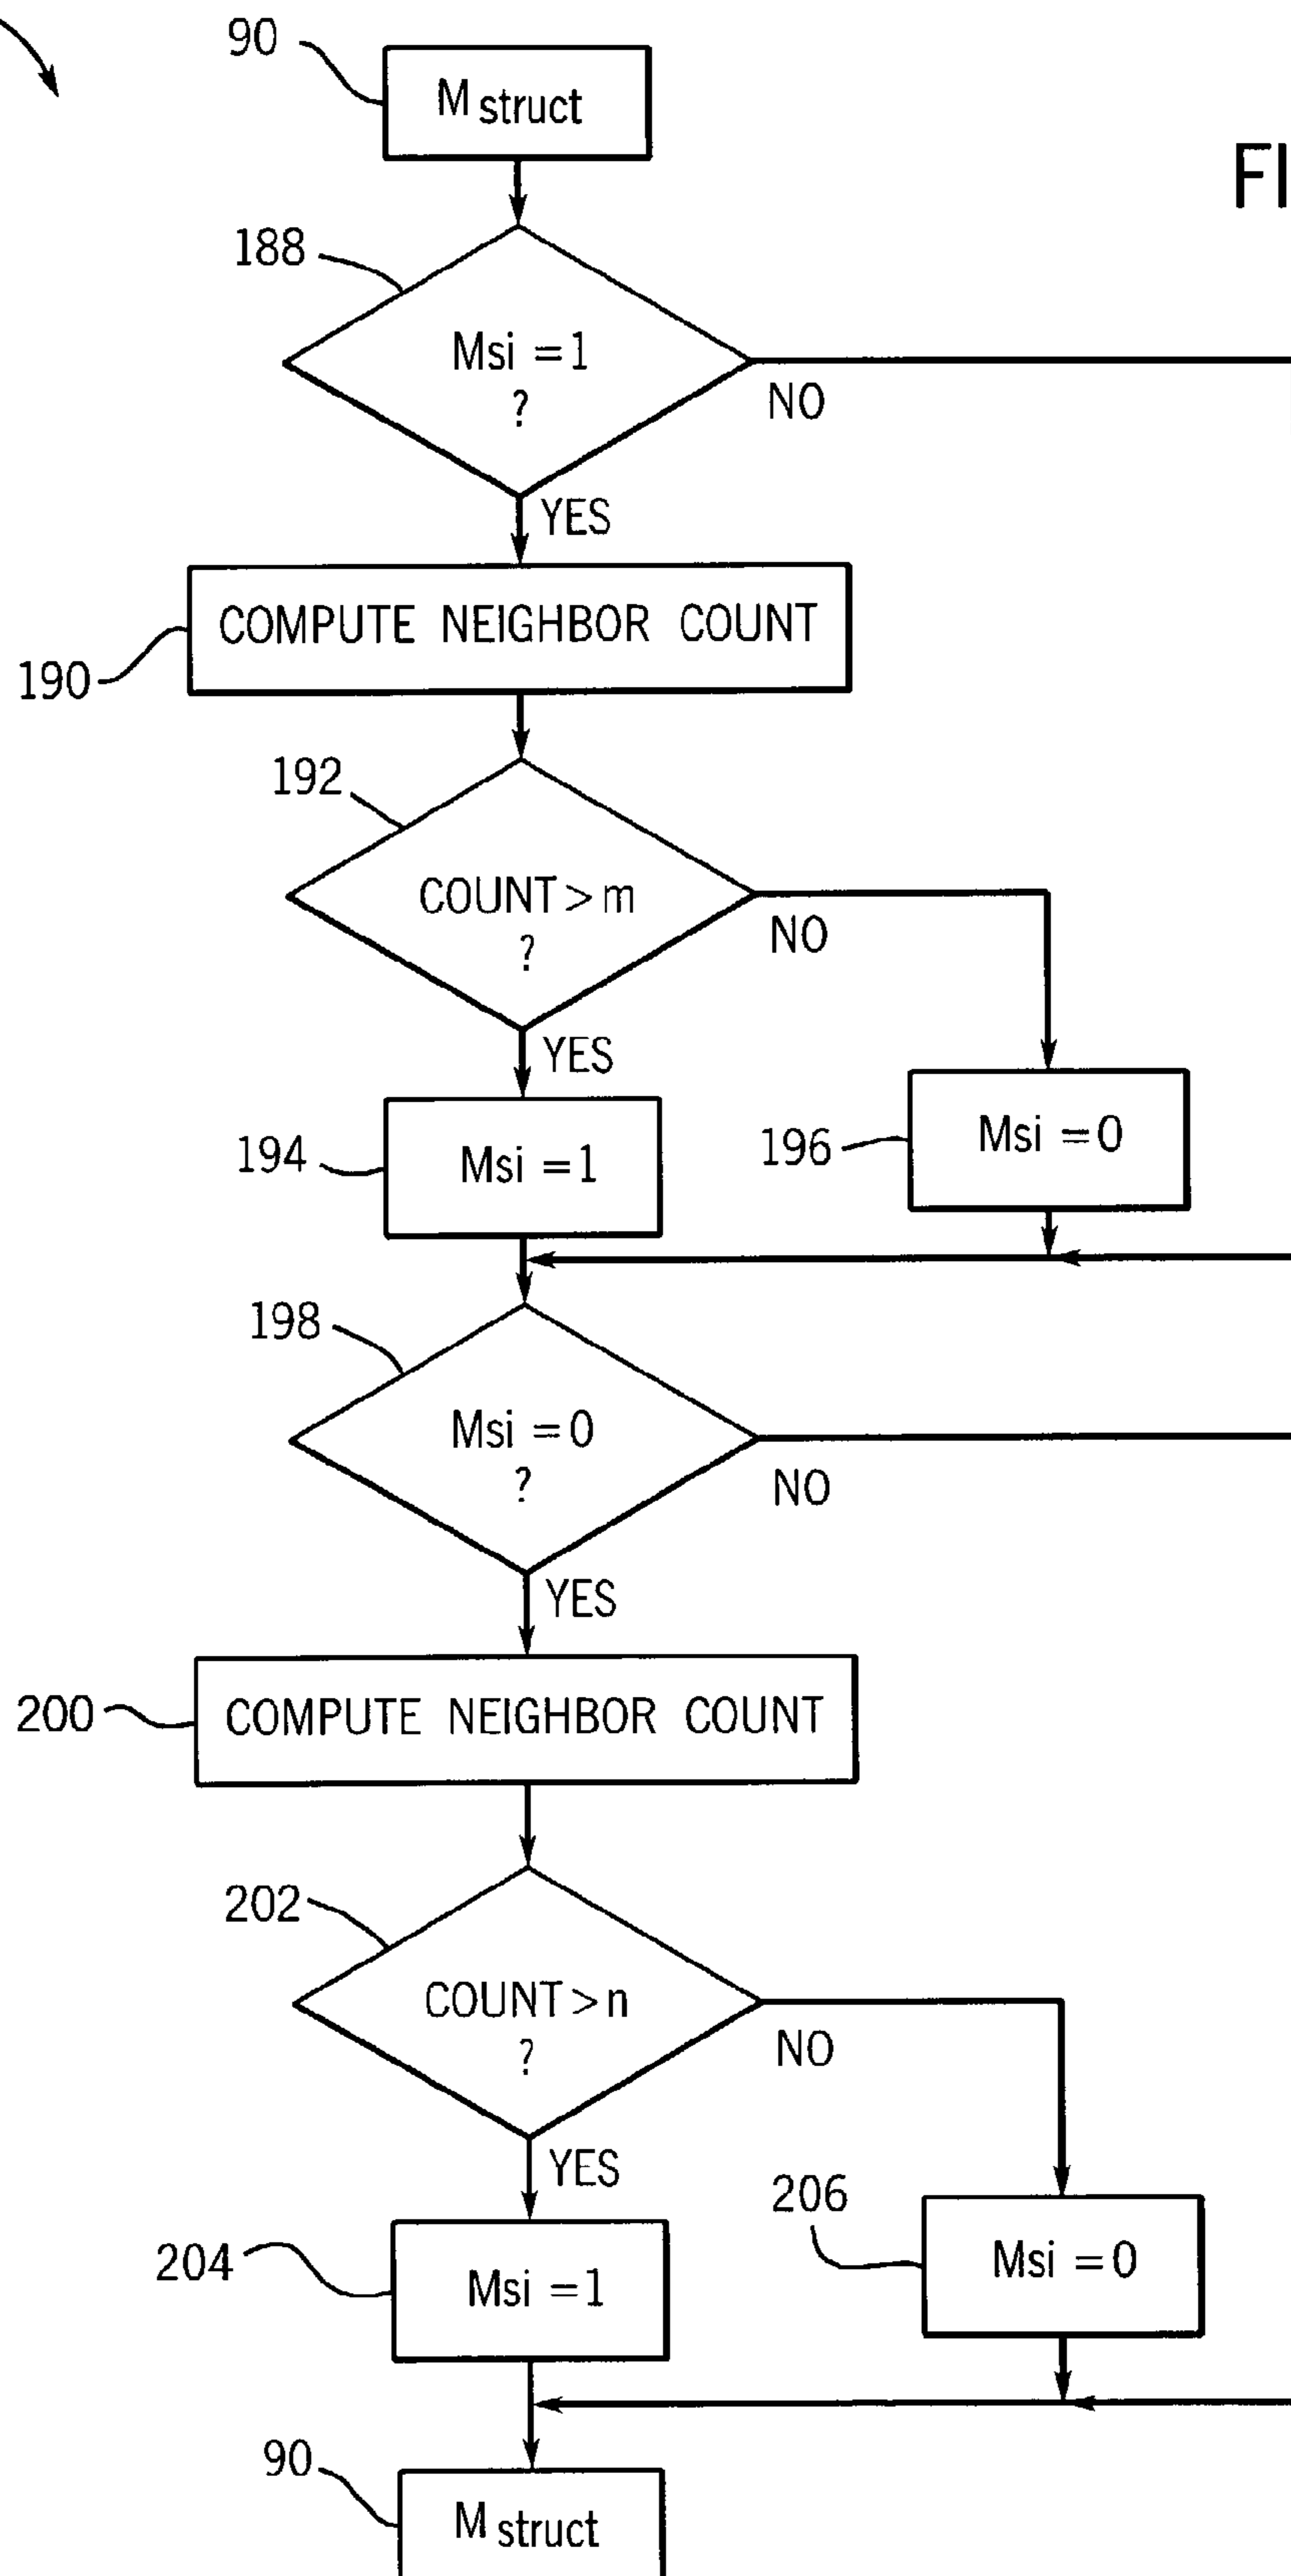 90
M struct
FI
188
Msi = 1
?
NO
YES
COMPUTE NEIGHBOR COUNT
190
192
COUNT > m
?
NO
YES
194
Msi = 1
196
Msi = 0
198
Msi = 0
?
NO
YES
200
COMPUTE NEIGHBOR COUNT
202
COUNT > n
?
NO
YES
204
Msi = 1
206
Msi = 0
90
M struct